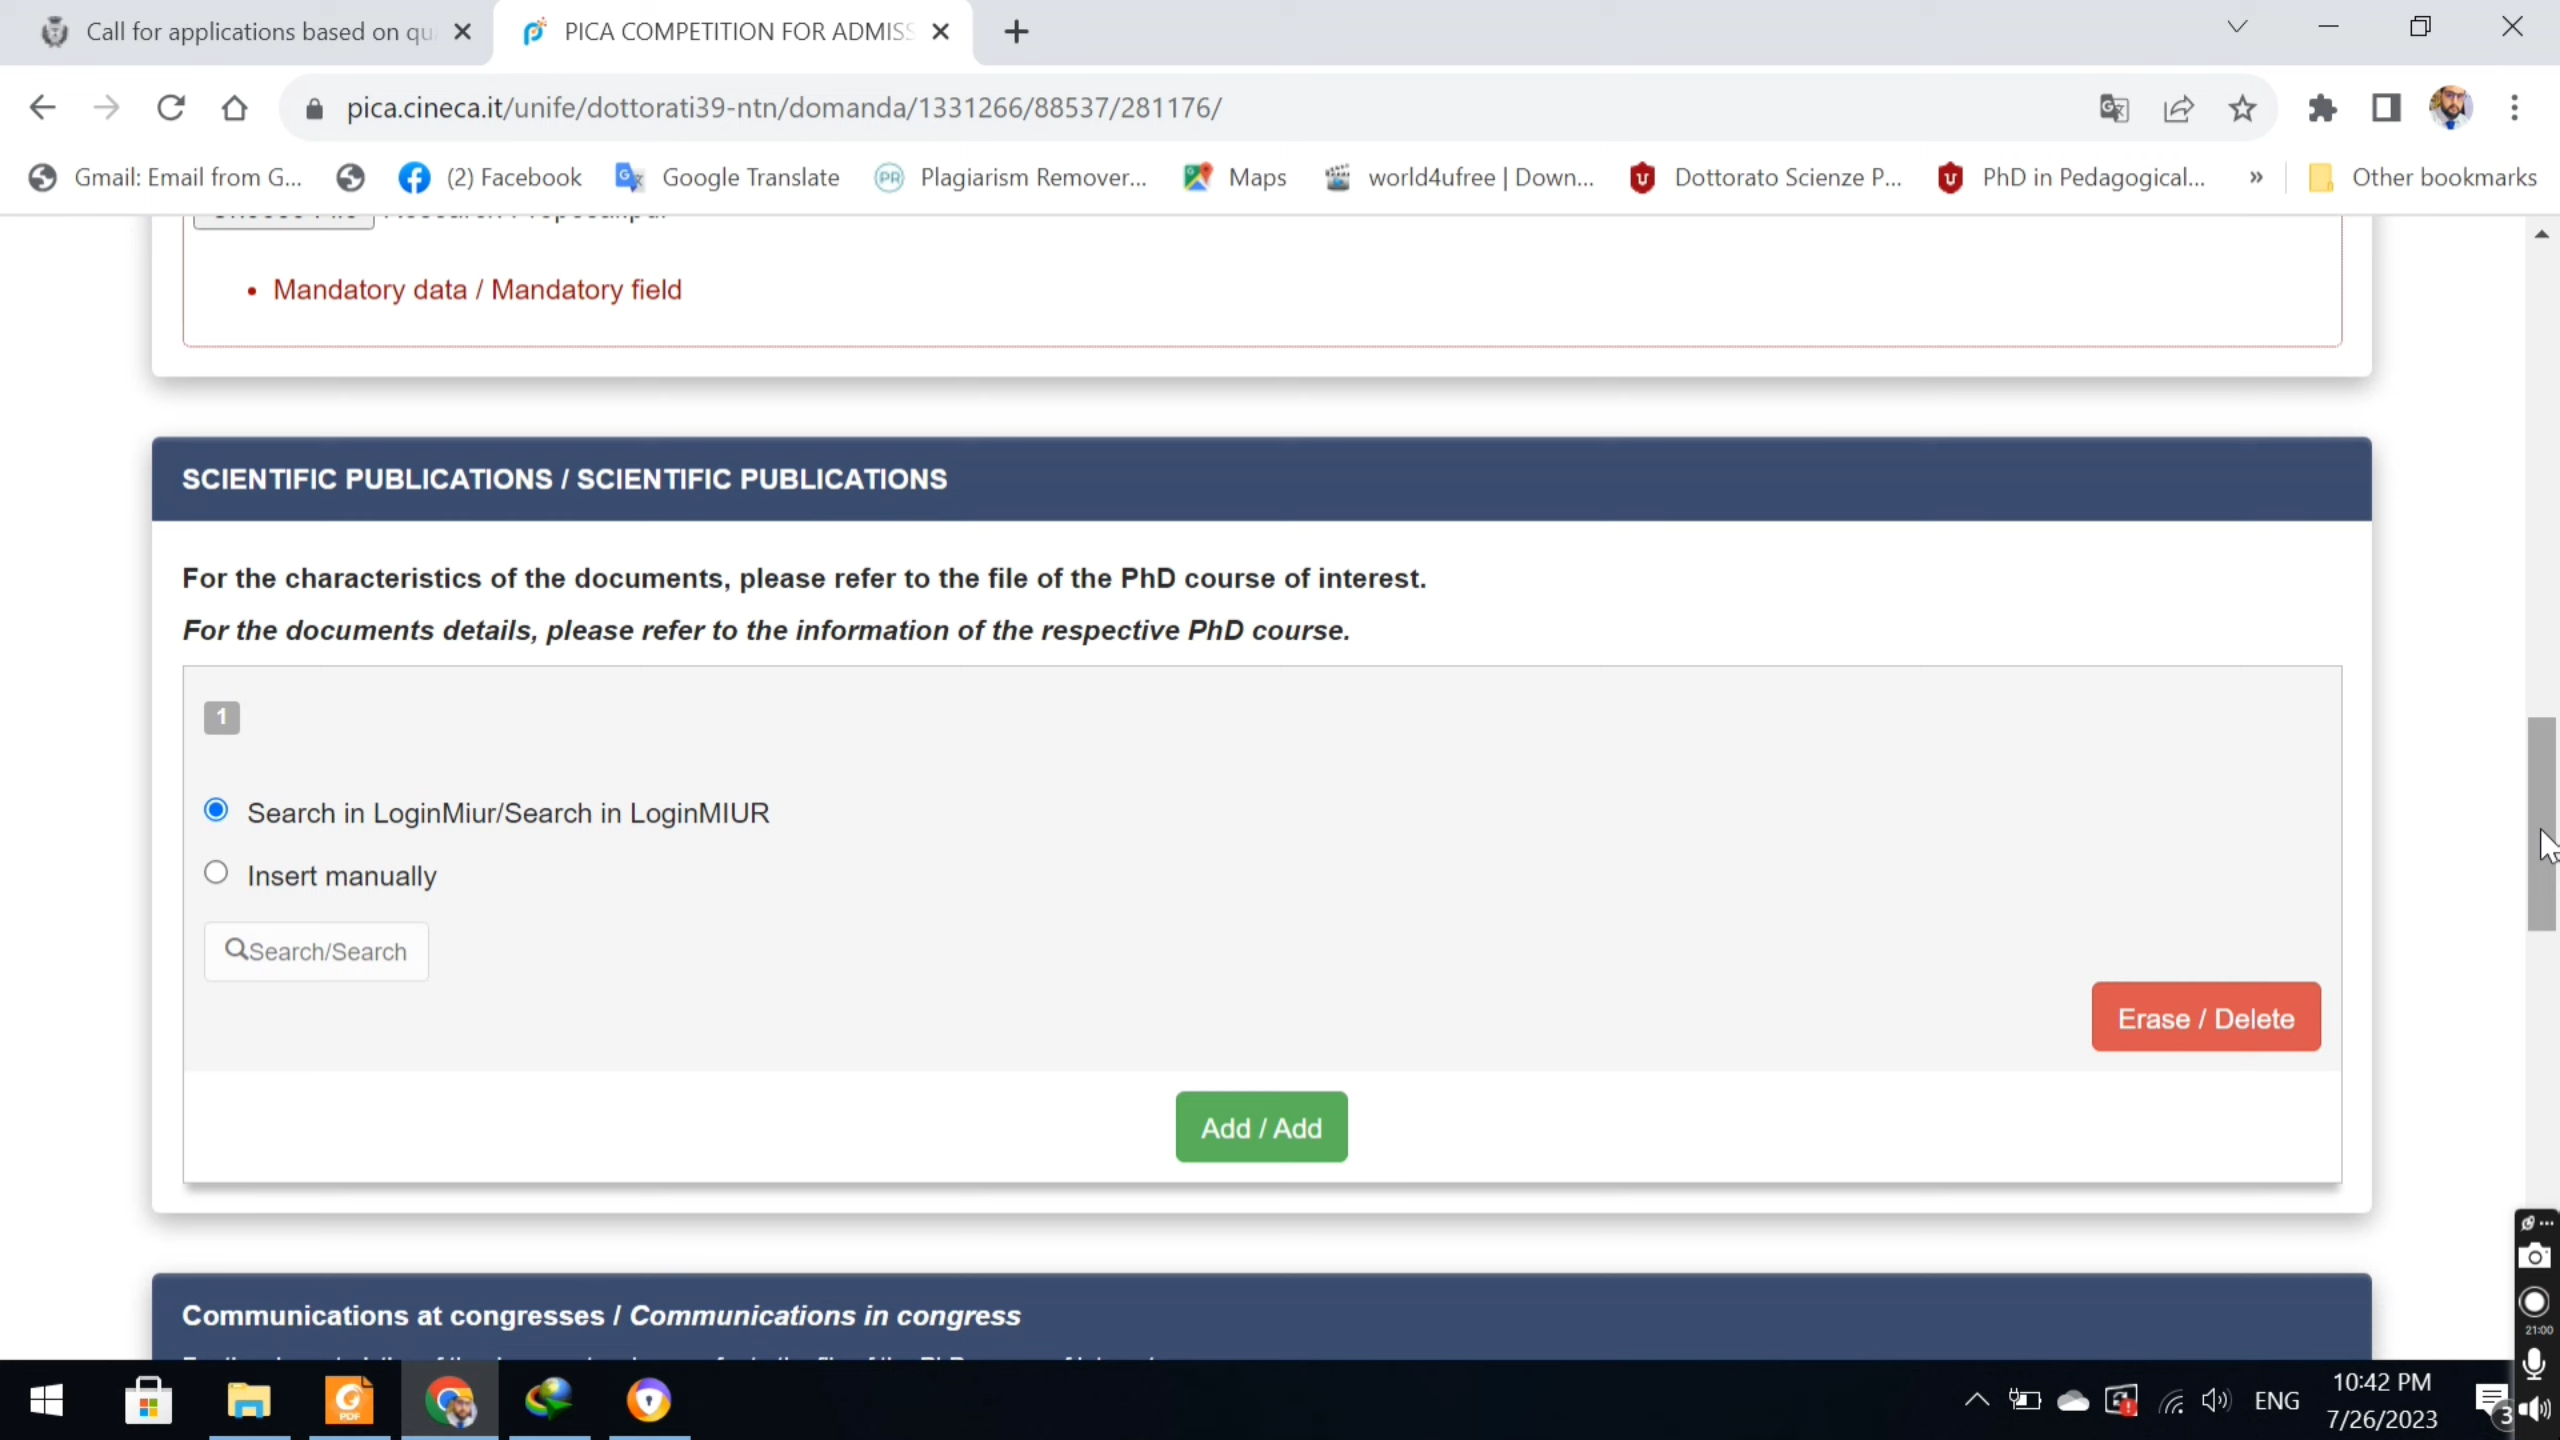 Call for applications based on qu
PICA COMPETITION FOR ADMISS
pica.cineca.it/unife/dottorati39-ntn/domanda/1331266/88537/281176/
Gmail: Email from G...
(2) Facebook
Google Translate
Plagiarism Remover...
Maps
world4ufree | Down...
Dottorato Scienze P...
PhD in Pedagogical...
»
Other bookmarks
Mandatory data / Mandatory field
SCIENTIFIC PUBLICATIONS / SCIENTIFIC PUBLICATIONS
For the characteristics of the documents, please refer to the file of the PhD course of interest.
For the documents details, please refer to the information of the respective PhD course.
1
Search in LoginMiur/Search in LoginMIUR
Insert manually
Search/Search
Erase / Delete
Add / Add
Communications at congresses / Communications in congress
21:00
ENG
10:42 PM
7/26/2023
3